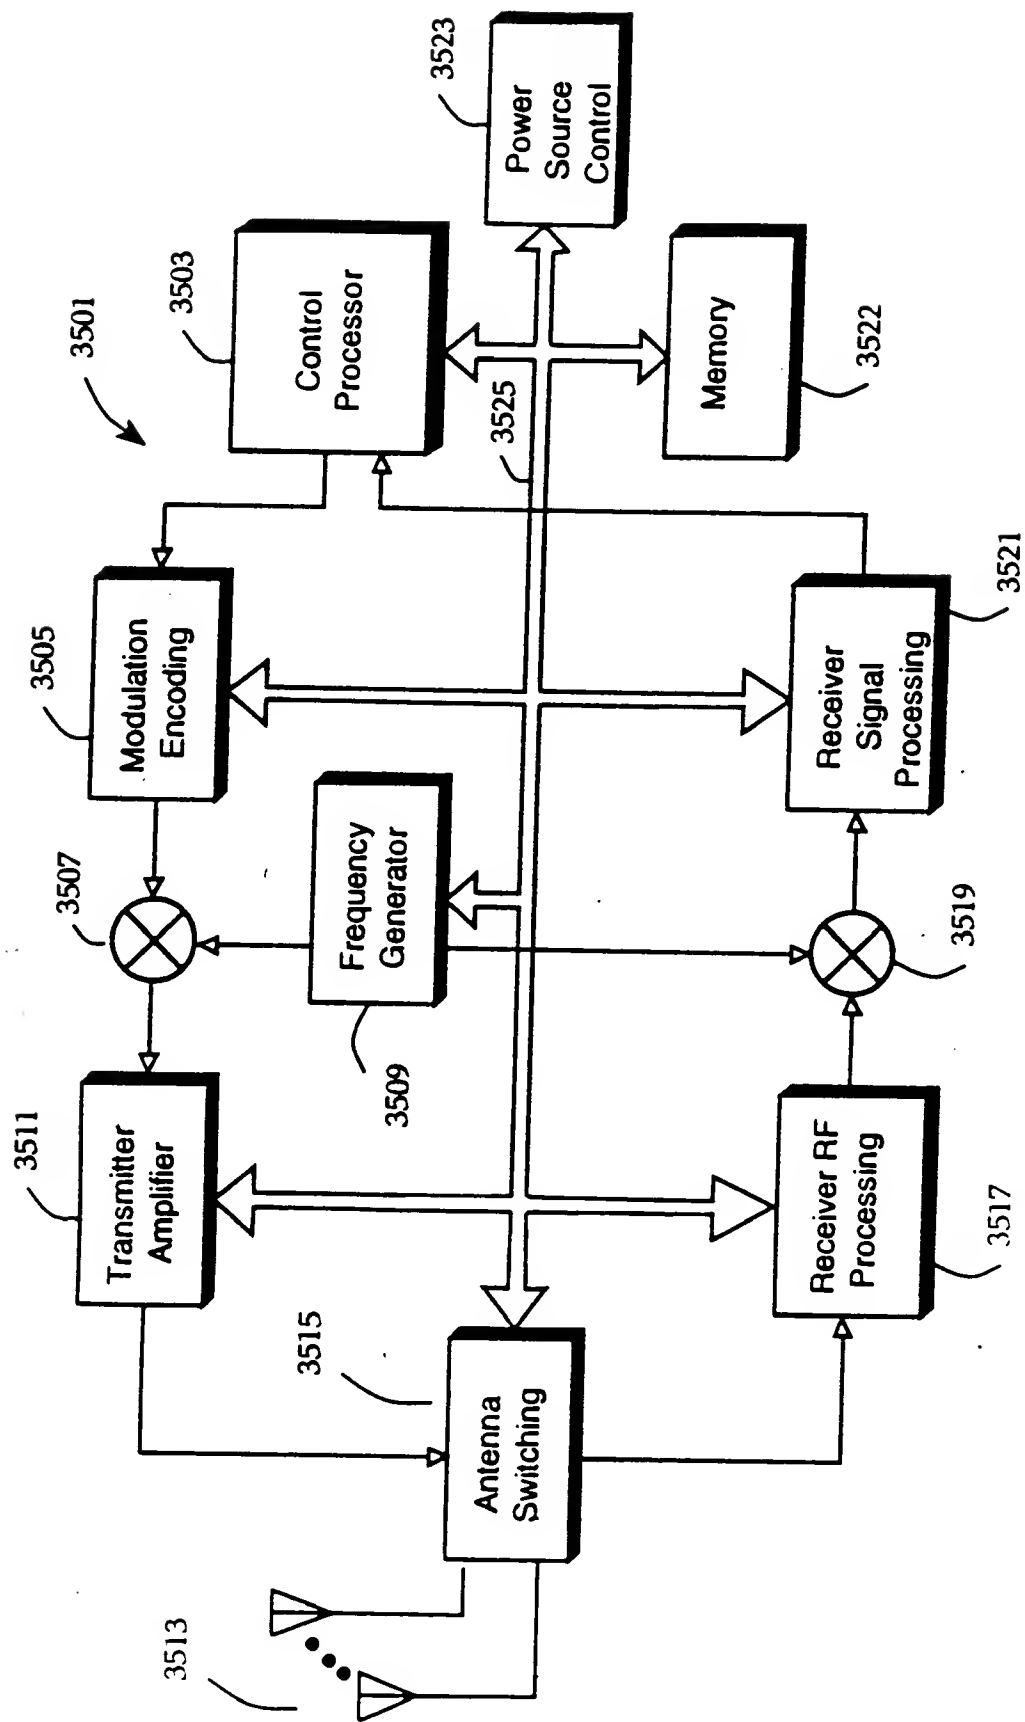 3501
3503
Control
Processor
3523
Power
Source
Control
3505
Modulation
Encoding
3525
Memory
3522
3507
Frequency
Generator
3509
Receiver
Signal
Processing
3521
3511
Transmitter
Amplifier
3519
3515
Antenna
Switching
Receiver RF
Processing
3517
3513